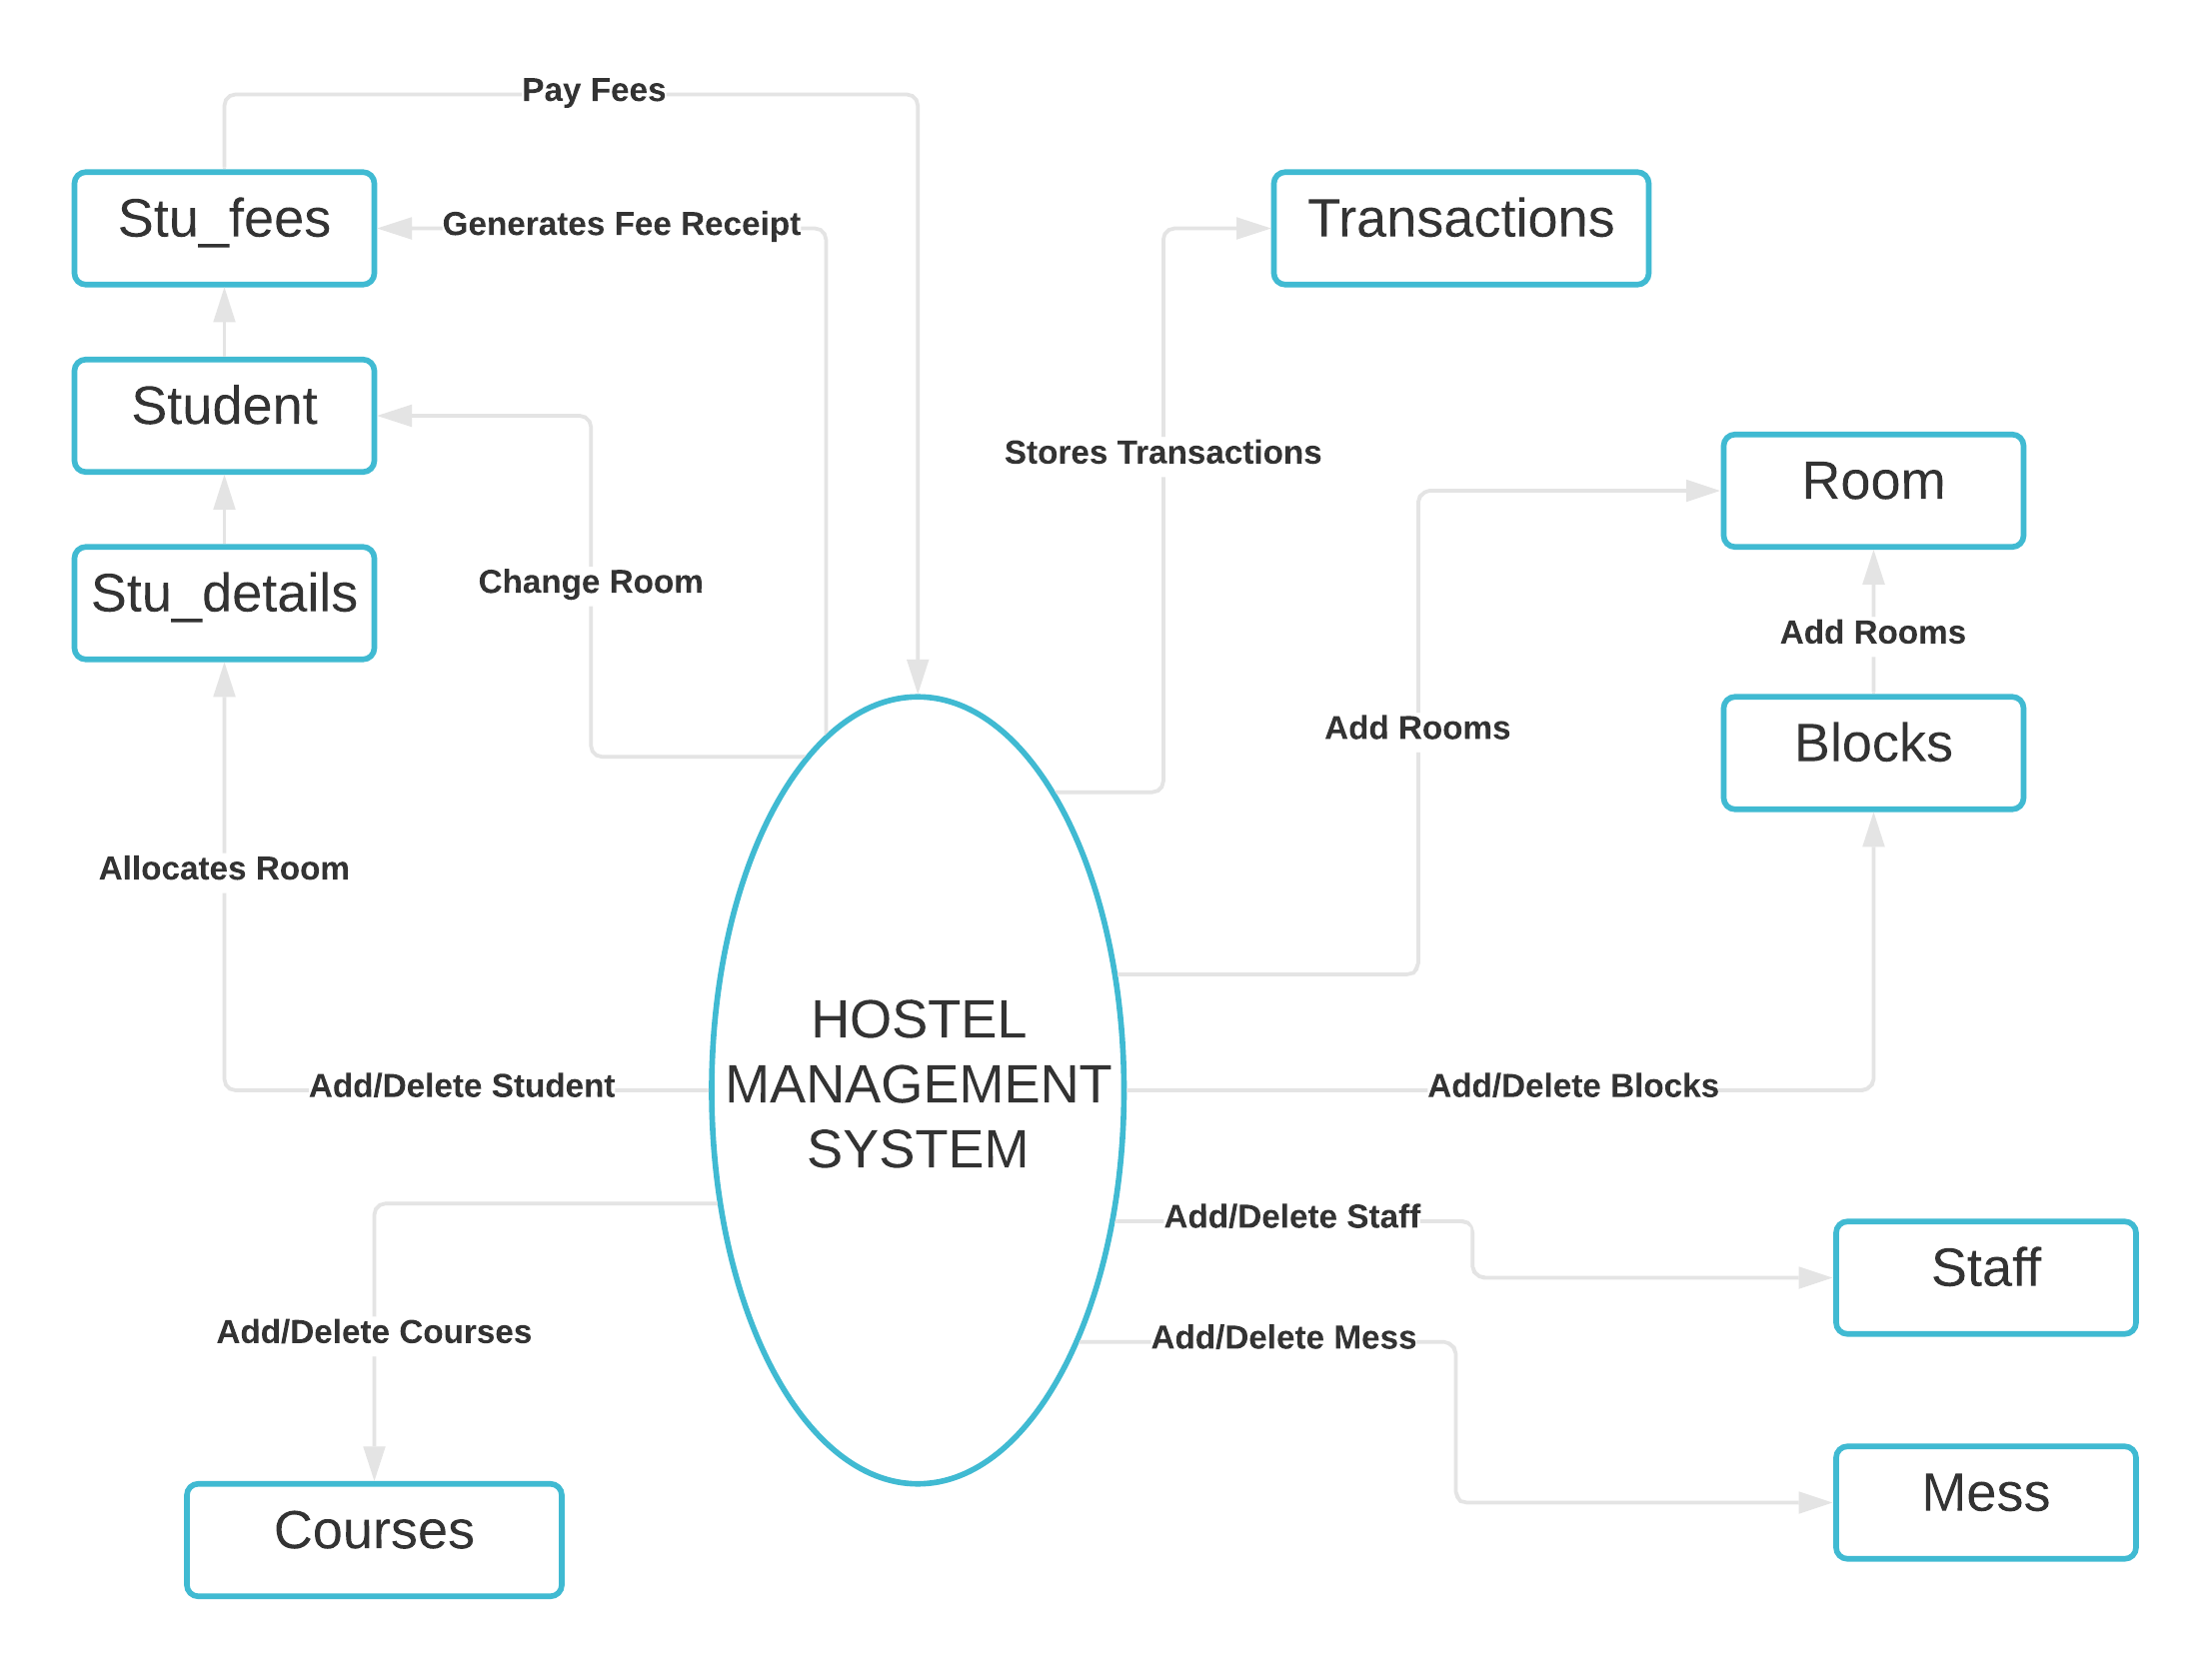 Pay Fees
Stu_fees
Generates Fee Receipt
Transactions
Student
Stores Transactions
Room
Change Room
Stu_details
Add Rooms
Add Rooms
Blocks
Allocates Room
HOSTEL
MANAGEMENT
SYSTEM
Add/Delete Student
Add/Delete Blocks
Add/Delete Staff
Staff
Add/Delete Courses
Add/Delete Mess
Mess
Courses